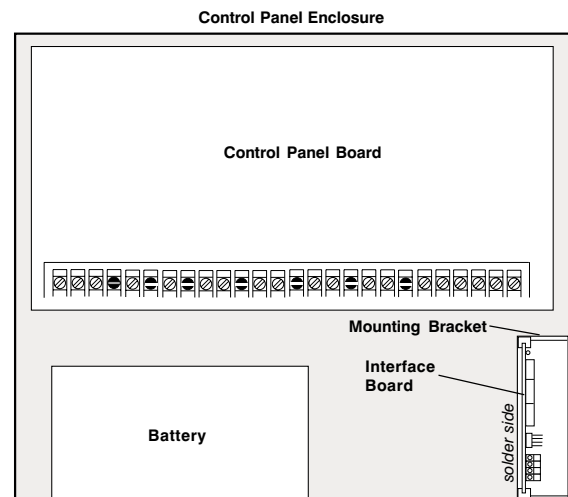 Control Panel Enclosure
Control Panel Board
Mounting Bracket
Interface
Board
Battery
solder side